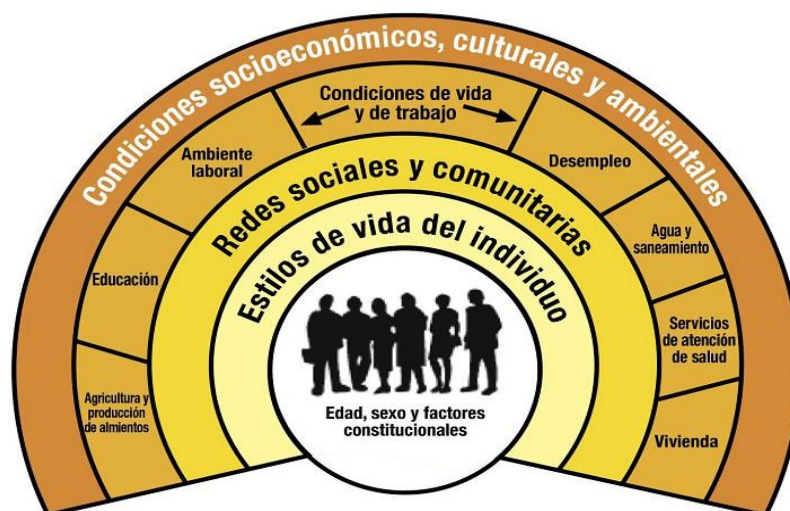 Condiciones socioeconómicos, culturales y ambientales
Condiciones de vida
y de trabajo
Ambiente
laboral
Desempleo
Redes sociales y comunitarias
Agua y
saneamiento
Educación
Estilos de vida del individuo
Servicios
de atención
de salud
Agricultura y
producción
de almientos
Edad, sexo y factores
constitucionales
Vivienda